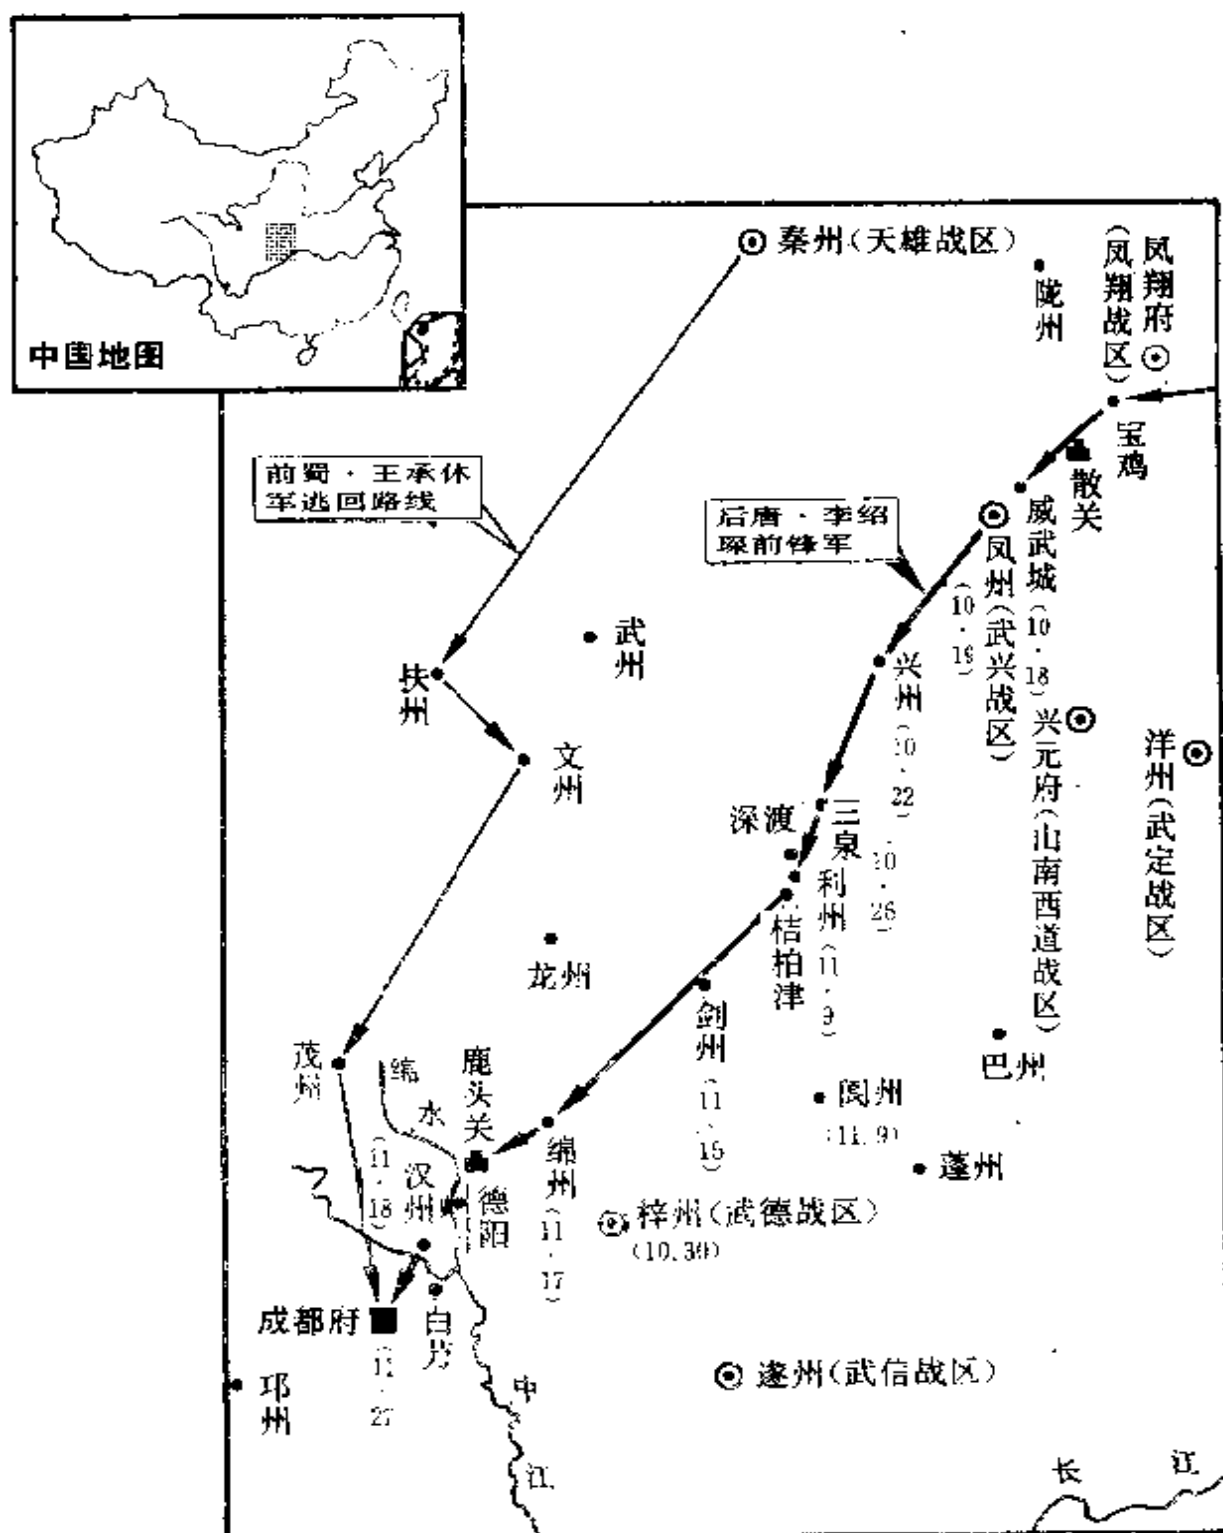 中国地图
秦州(天雄战区)
陇州
凤翔府
(凤翔战区)
宝鸡
散关
前蜀·王承休
军逃回路线
后唐·李绍
琛前锋军
威武城(10·18)
凤州(武兴战区)
(10·19)
武州
扶州
文州
兴州(10·22)
兴元府(山南西道战区)
洋州(武定战区)
深渡
三泉
利州(11·9)
桔柏津
龙州
剑州
巴州
阆州
(11.9)
蓬州
茂州
绵
水
鹿头关
绵州(11·17)
汉州
(11·18)
德阳
梓州(武德战区)
(10.30)
成都府
白艻
邛州
遂州(武信战区)
中
江
长
江